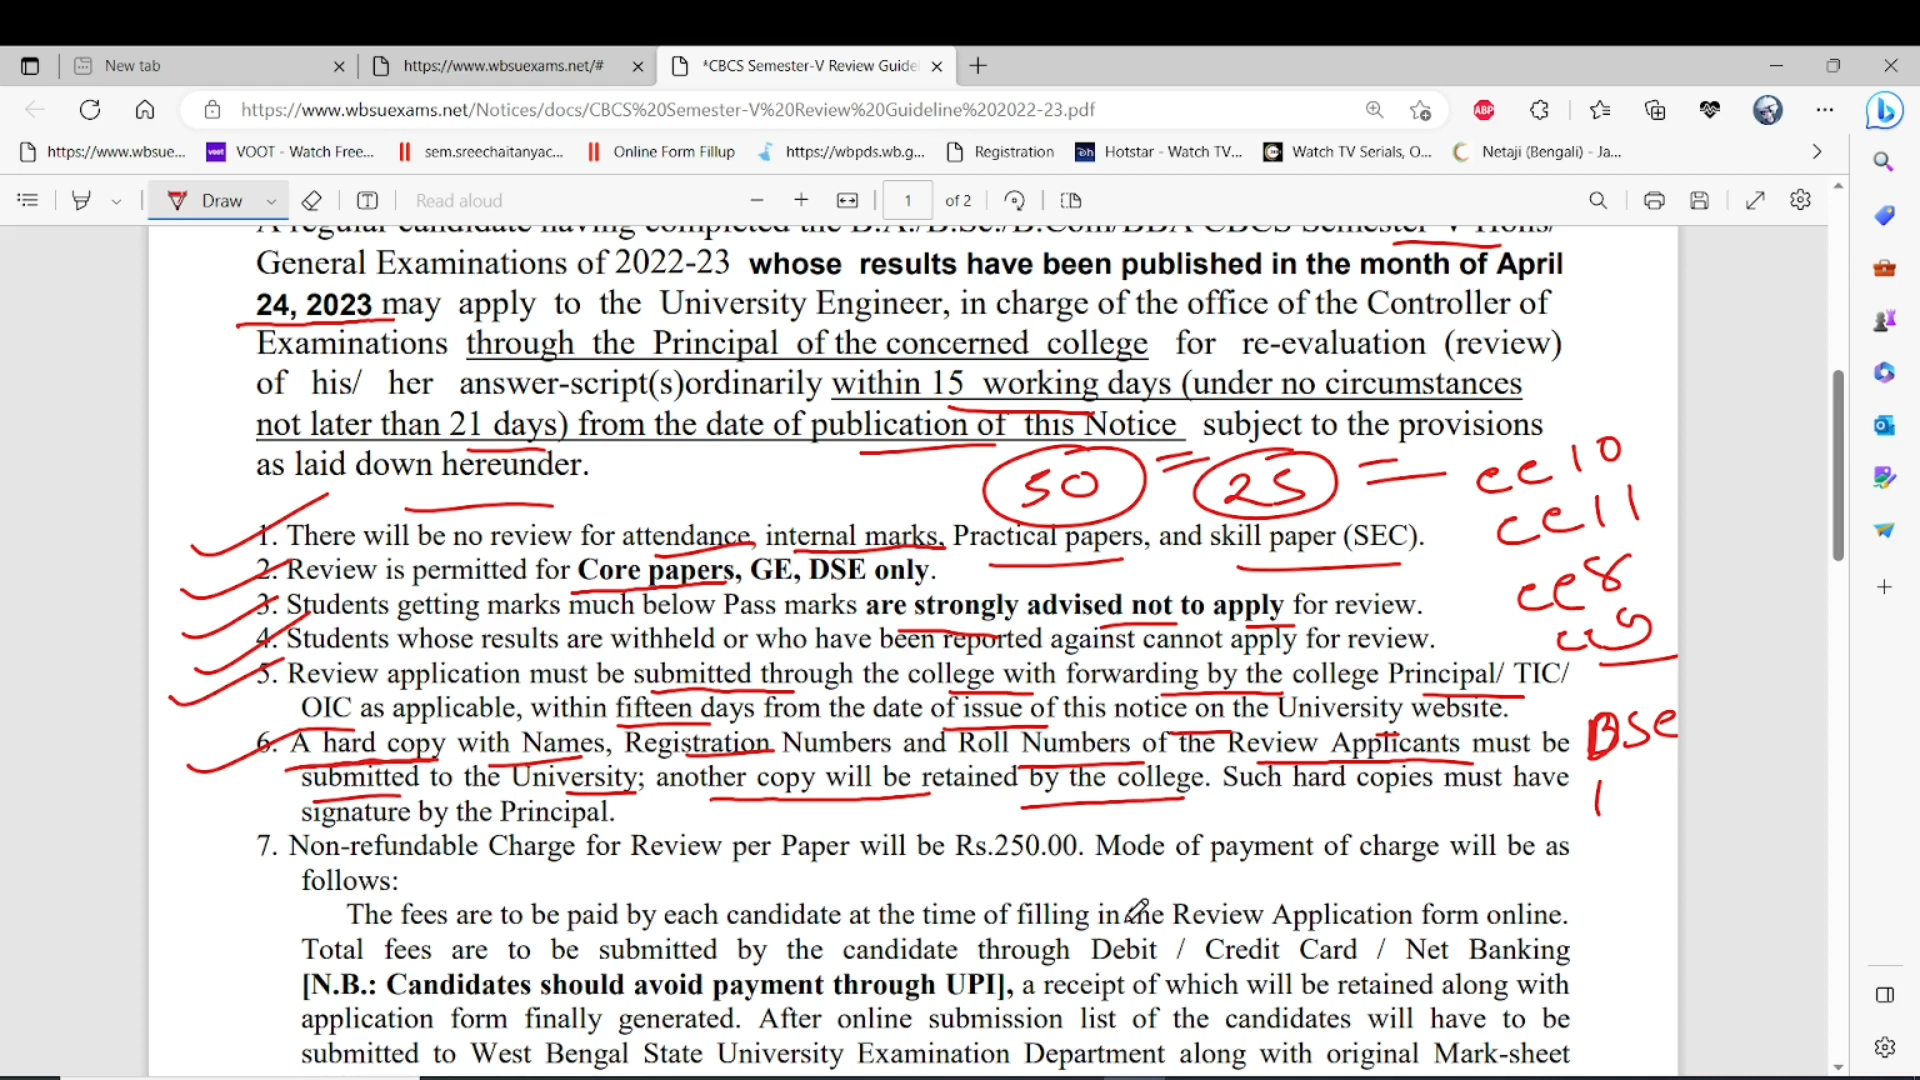 New tab
https://www.wbsuexams.net/#
*CBCS Semester-V Review Guide
https://www.wbsuexams.net/Notices/docs/CBCS%20Semester-V%20Review%20Guideline%202022-23.pdf
ABP
https://www.wbsue...
voot
VOOT - Watch Free...
sem.sreechaitanyac...
Online Form Fillup
https://wbpds.wb.g...
Registration
Hotstar - Watch TV...
Watch TV Serials, O...
Netaji (Bengali) - Ja...
Draw
Read aloud
1
of 2
A regular candidate having completed the B.A./B.Sc./B.Com/BBA CBCS Semester-V Hons/
General Examinations of 2022-23 whose results have been published in the month of April
24, 2023 may apply to the University Engineer, in charge of the office of the Controller of
Examinations through the Principal of the concerned college for re-evaluation (review)
of his/ her answer-script(s)ordinarily within 15 working days (under no circumstances
not later than 21 days) from the date of publication of this Notice subject to the provisions
as laid down hereunder.
50 = 25 = cc 10
cc 11
cc 8
1. There will be no review for attendance, internal marks, Practical papers, and skill paper (SEC).
2. Review is permitted for Core papers, GE, DSE only.
3. Students getting marks much below Pass marks are strongly advised not to apply for review.
4. Students whose results are withheld or who have been reported against cannot apply for review.
5. Review application must be submitted through the college with forwarding by the college Principal/ TIC/
OIC as applicable, within fifteen days from the date of issue of this notice on the University website.
6. A hard copy with Names, Registration Numbers and Roll Numbers of the Review Applicants must be
DSE
submitted to the University; another copy will be retained by the college. Such hard copies must have
signature by the Principal.
7. Non-refundable Charge for Review per Paper will be Rs.250.00. Mode of payment of charge will be as
follows:
The fees are to be paid by each candidate at the time of filling in the Review Application form online.
Total fees are to be submitted by the candidate through Debit / Credit Card / Net Banking
[N.B.: Candidates should avoid payment through UPI], a receipt of which will be retained along with
application form finally generated. After online submission list of the candidates will have to be
submitted to West Bengal State University Examination Department along with original Mark-sheet